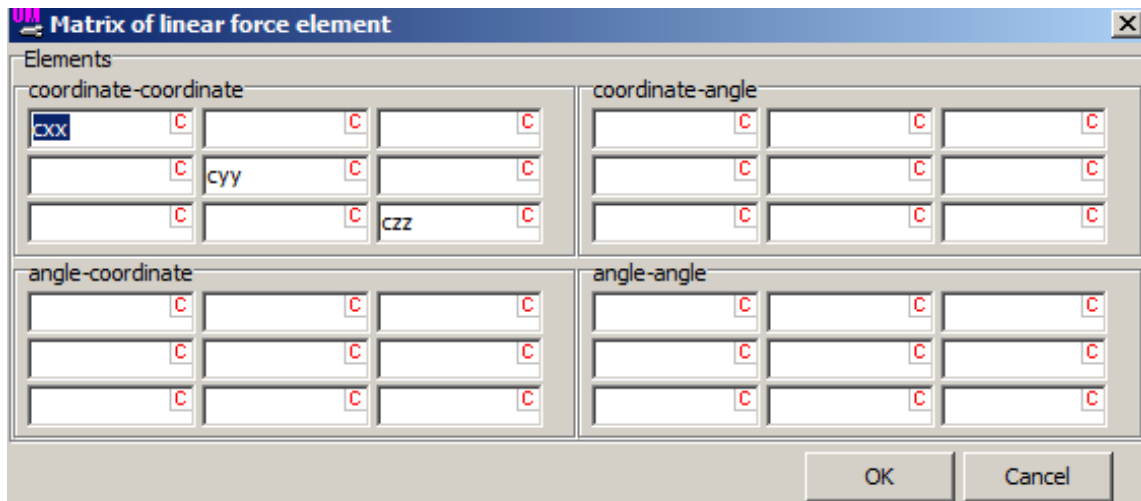 UM Matrix of linear force element
Elements
coordinate-coordinate coordinate-angle
cxx C C C C C C
C cyy C C C C C
C C czz C C C C
angle-coordinate angle-angle
C C C C C C
C C C C C C
C C C C C C
OK Cancel